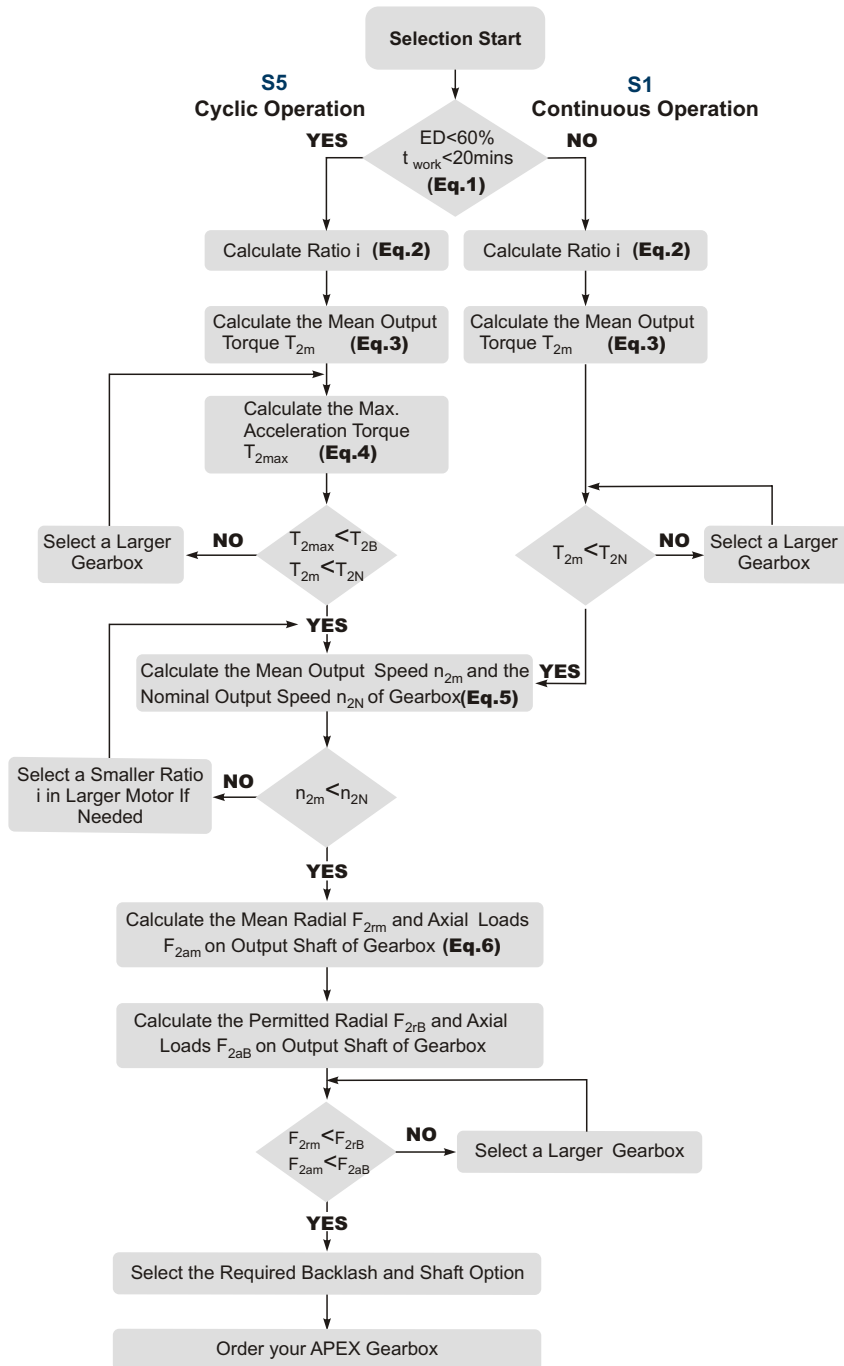 Selection Start
S5
Cyclic Operation
S1
Continuous Operation
YES
ED<60%
t work<20mins
(Eq.1)
NO
Calculate Ratio i (Eq.2)
Calculate Ratio i (Eq.2)
Calculate the Mean Output
Torque T2m (Eq.3)
Calculate the Mean Output
Torque T2m (Eq.3)
Calculate the Max.
Acceleration Torque
T2max (Eq.4)
Select a Larger
Gearbox
NO
T2max<T2B
T2m<T2N
T2m<T2N
NO
Select a Larger
Gearbox
YES
Calculate the Mean Output Speed n2m and the
Nominal Output Speed n2N of Gearbox(Eq.5)
YES
Select a Smaller Ratio
i in Larger Motor If
Needed
NO
n2m<n2N
YES
Calculate the Mean Radial F2rm and Axial Loads
F2am on Output Shaft of Gearbox (Eq.6)
Calculate the Permitted Radial F2rB and Axial
Loads F2aB on Output Shaft of Gearbox
F2rm<F2rB
F2am<F2aB
NO
Select a Larger Gearbox
YES
Select the Required Backlash and Shaft Option
Order your APEX Gearbox